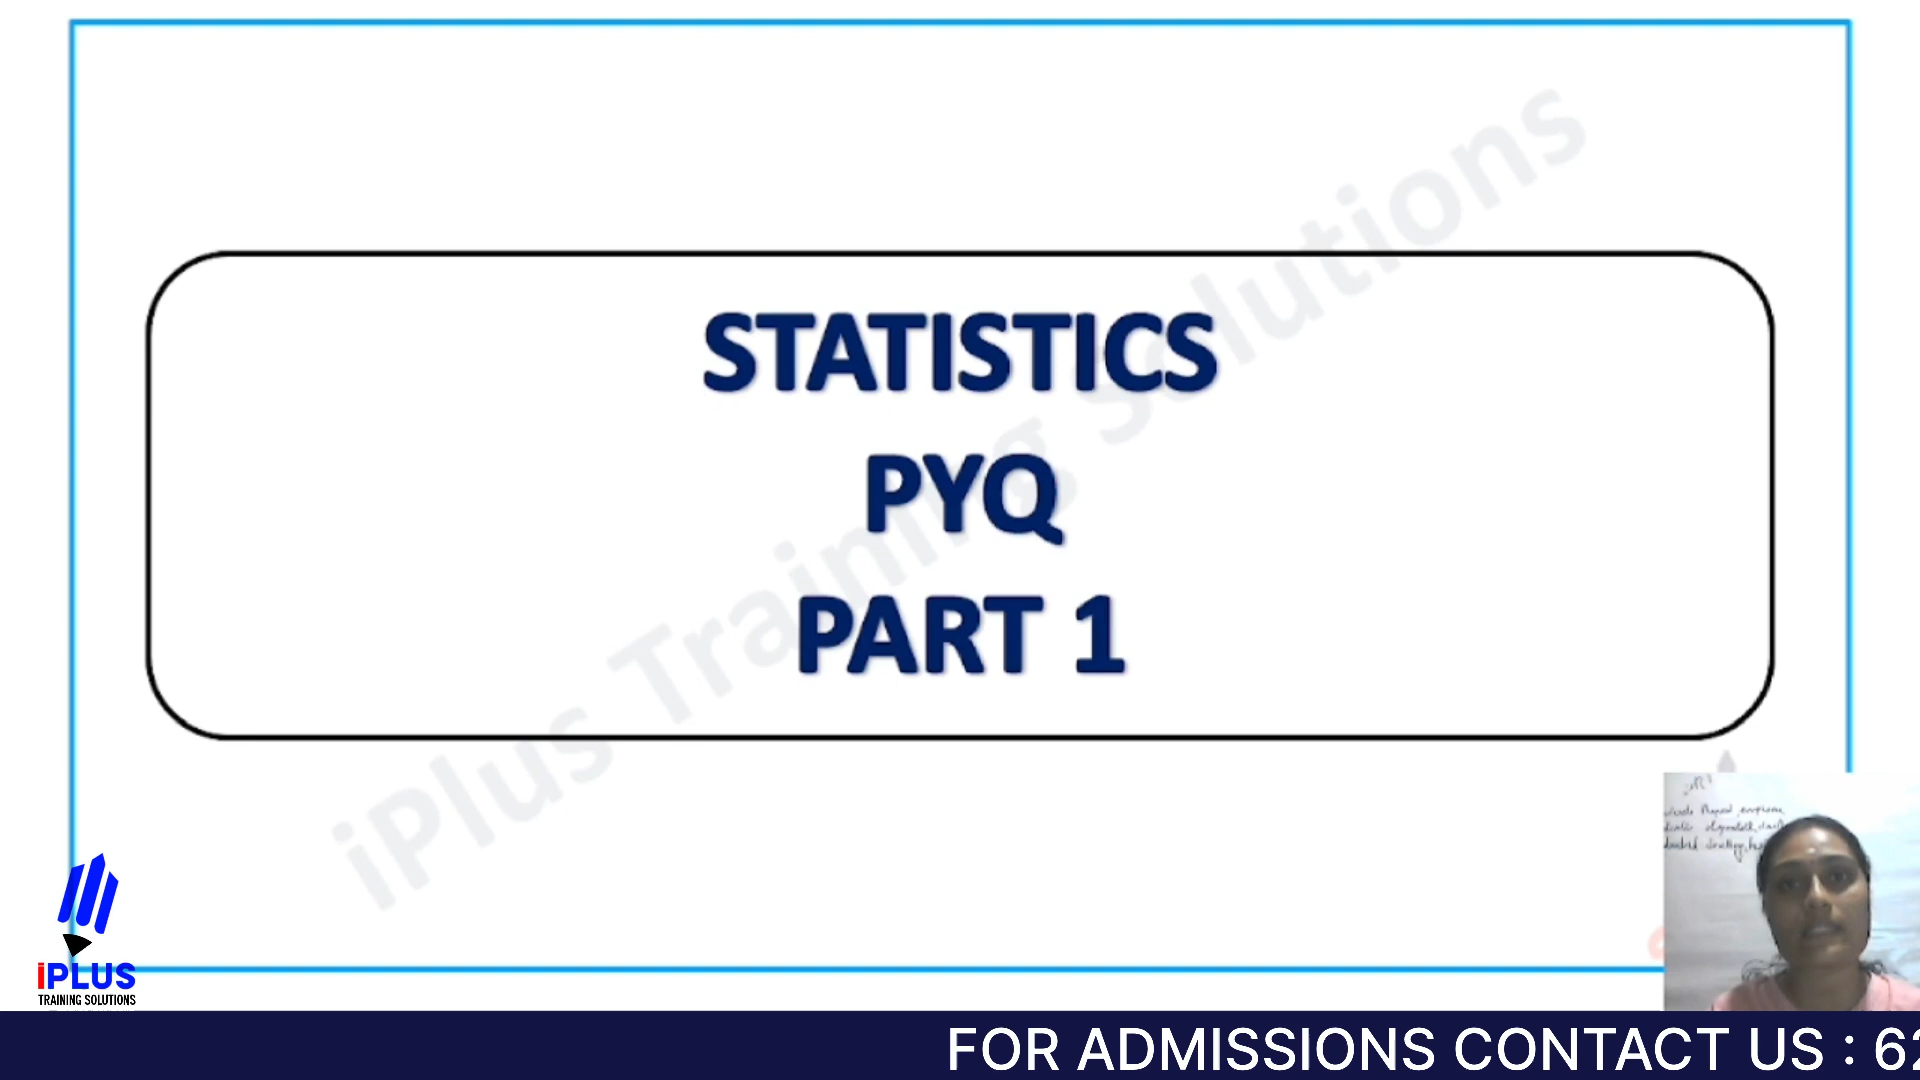 STATISTICS
PYQ
PART 1
iPlus Training Solutions
iPLUS
TRAINING SOLUTIONS
FOR ADMISSIONS CONTACT US : 62